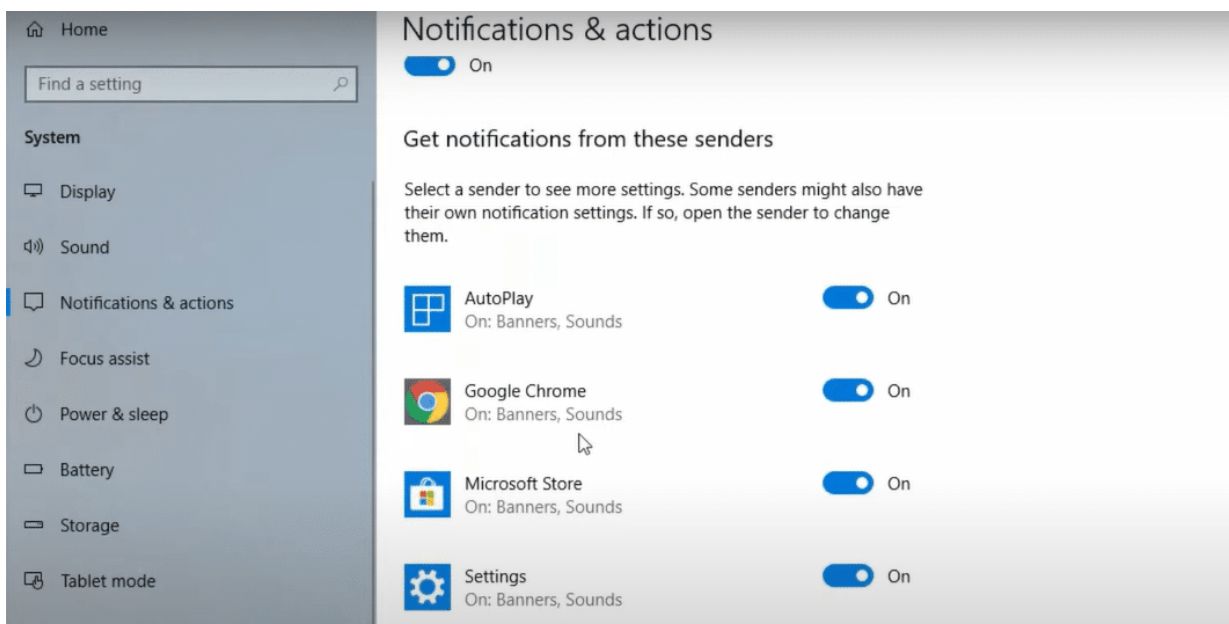 Home
Find a setting
System
Display
Sound
Notifications & actions
Focus assist
Power & sleep
Battery
Storage
Tablet mode
Notifications & actions
On
Get notifications from these senders
Select a sender to see more settings. Some senders might also have
their own notification settings. If so, open the sender to change
them.
AutoPlay
On: Banners, Sounds
On
Google Chrome
On: Banners, Sounds
On
Microsoft Store
On: Banners, Sounds
On
Settings
On: Banners, Sounds
On